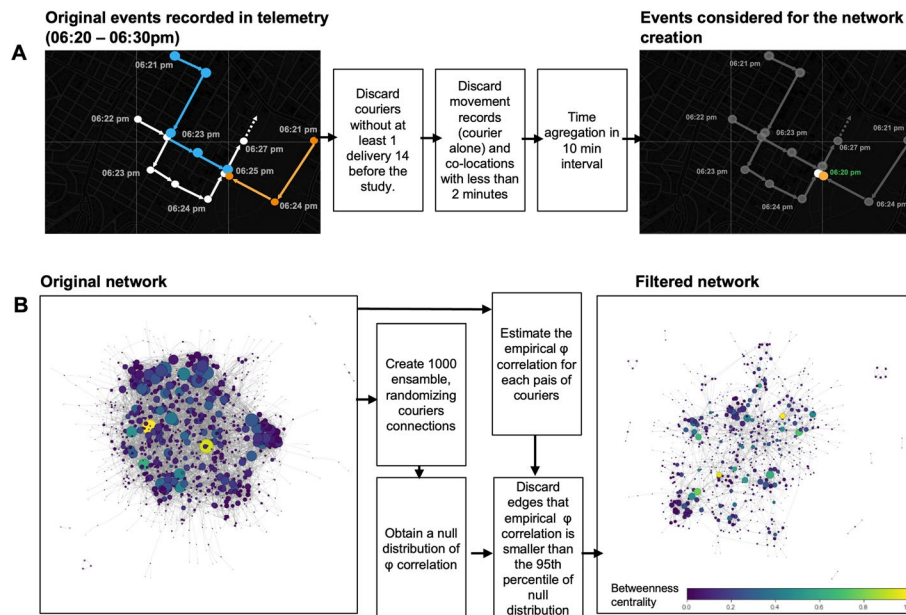 Original events recorded in telemetry
(06:20 – 06:30pm)
Events considered for the network
creation
A
06:21 pm
06:22 pm
06:23 pm
06:21 pm
06:27 pm
06:23 pm
06:25 pm
06:24 pm
06:24 pm
Discard
couriers
without at
least 1
delivery 14
before the
study.
Discard
movement
records
(courier
alone) and
co-locations
with less than
2 minutes
Time
agregation in
10 min
interval
06:21 pm
06:22 pm
06:23 pm
06:21 pm
06:27 pm
06:23 pm
06:20 pm
06:24 pm
06:24 pm
B
Original network
Filtered network
Create 1000
ensamble,
randomizing
couriers
connections
Estimate the
empirical φ
correlation for
each pais of
couriers
Obtain a null
distribution of
φ correlation
Discard
edges that
empirical φ
correlation is
smaller than
the 95th
percentile of
null
distribution
Betweenness
centrality
0.0
0.2
0.4
0.6
0.8